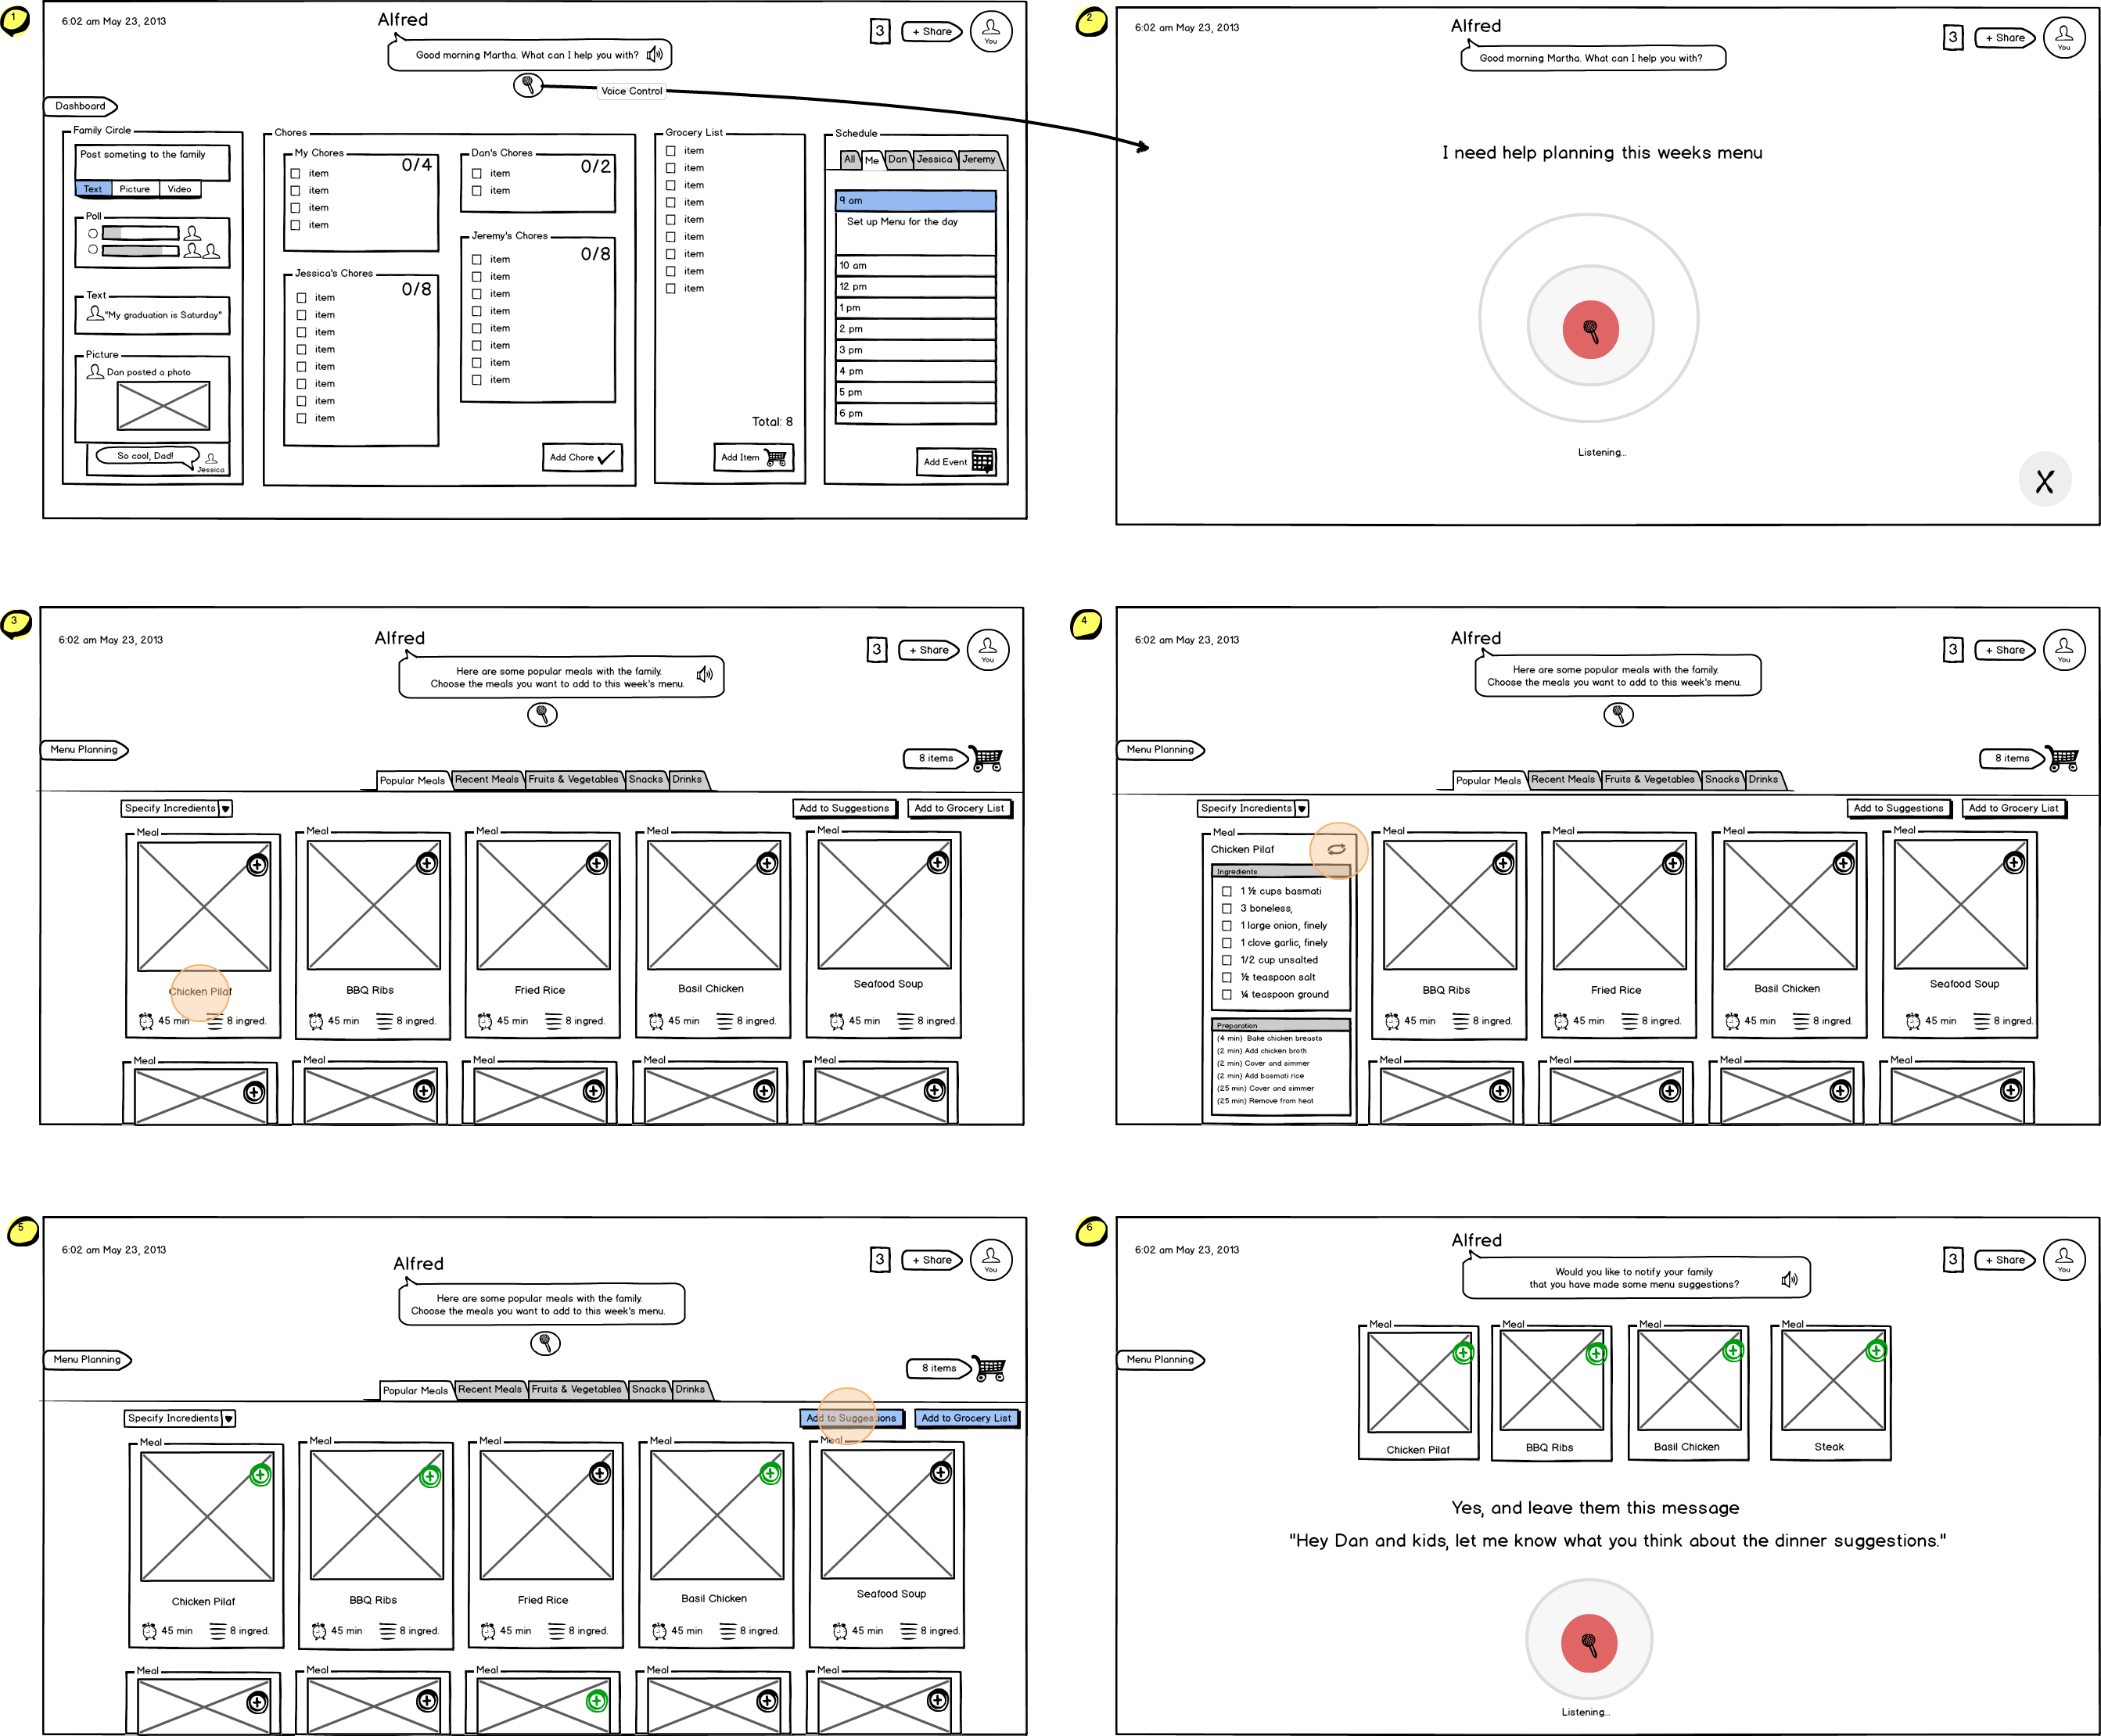 1
6:02 am May 23, 2013
Alfred
Good morning Martha. What can I help you with?
3
+ Share
You
Voice Control
Dashboard
Family Circle
Post someting to the family
Text Picture Video
Poll
Text
"My graduation is Saturday"
Picture
Dan posted a photo
So cool, Dad!
Jessica
Chores
My Chores
0/4
item
item
item
item
Jessica's Chores
0/8
item
item
item
item
item
item
item
item
Dan's Chores
0/2
item
item
Jeremy's Chores
0/8
item
item
item
item
item
item
item
item
Add Chore
Grocery List
item
item
item
item
item
item
item
item
item
Total: 8
Add Item
Schedule
All Me Dan Jessica Jeremy
9 am
Set up Menu for the day
10 am
12 pm
1 pm
2 pm
3 pm
4 pm
5 pm
6 pm
Add Event
2
6:02 am May 23, 2013
Alfred
Good morning Martha. What can I help you with?
3
+ Share
You
I need help planning this weeks menu
Listening...
X
3
6:02 am May 23, 2013
Alfred
Here are some popular meals with the family.
Choose the meals you want to add to this week's menu.
3
+ Share
You
Menu Planning
8 items
Popular Meals Recent Meals Fruits & Vegetables Snacks Drinks
Specify Incredients
Add to Suggestions
Add to Grocery List
Meal Meal Meal Meal Meal
Chicken Pilaf BBQ Ribs Fried Rice Basil Chicken Seafood Soup
45 min 8 ingred. 45 min 8 ingred. 45 min 8 ingred. 45 min 8 ingred. 45 min 8 ingred.
Meal Meal Meal Meal Meal
4
6:02 am May 23, 2013
Alfred
Here are some popular meals with the family.
Choose the meals you want to add to this week's menu.
3
+ Share
You
Menu Planning
8 items
Popular Meals Recent Meals Fruits & Vegetables Snacks Drinks
Specify Incredients
Add to Suggestions
Add to Grocery List
Meal
Chicken Pilaf
Ingredients
1 ½ cups basmati
3 boneless,
1 large onion, finely
1 clove garlic, finely
1/2 cup unsalted
½ teaspoon salt
¼ teaspoon ground
Preparation
(4 min) Bake chicken breasts
(2 min) Add chicken broth
(2 min) Cover and simmer
(2 min) Add basmati rice
(25 min) Cover and simmer
(25 min) Remove from heat
Meal Meal Meal Meal
BBQ Ribs Fried Rice Basil Chicken Seafood Soup
45 min 8 ingred. 45 min 8 ingred. 45 min 8 ingred. 45 min 8 ingred.
Meal Meal Meal Meal
5
6:02 am May 23, 2013
Alfred
Here are some popular meals with the family.
Choose the meals you want to add to this week's menu.
3
+ Share
You
Menu Planning
8 items
Popular Meals Recent Meals Fruits & Vegetables Snacks Drinks
Specify Incredients
Add to Suggestions
Add to Grocery List
Meal Meal Meal Meal Meal
Chicken Pilaf BBQ Ribs Fried Rice Basil Chicken Seafood Soup
45 min 8 ingred. 45 min 8 ingred. 45 min 8 ingred. 45 min 8 ingred. 45 min 8 ingred.
Meal Meal Meal Meal Meal
6
6:02 am May 23, 2013
Alfred
Would you like to notify your family
that you have made some menu suggestions?
3
+ Share
You
Menu Planning
Meal Meal Meal Meal
Chicken Pilaf BBQ Ribs Basil Chicken Steak
Yes, and leave them this message
"Hey Dan and kids, let me know what you think about the dinner suggestions."
Listening...